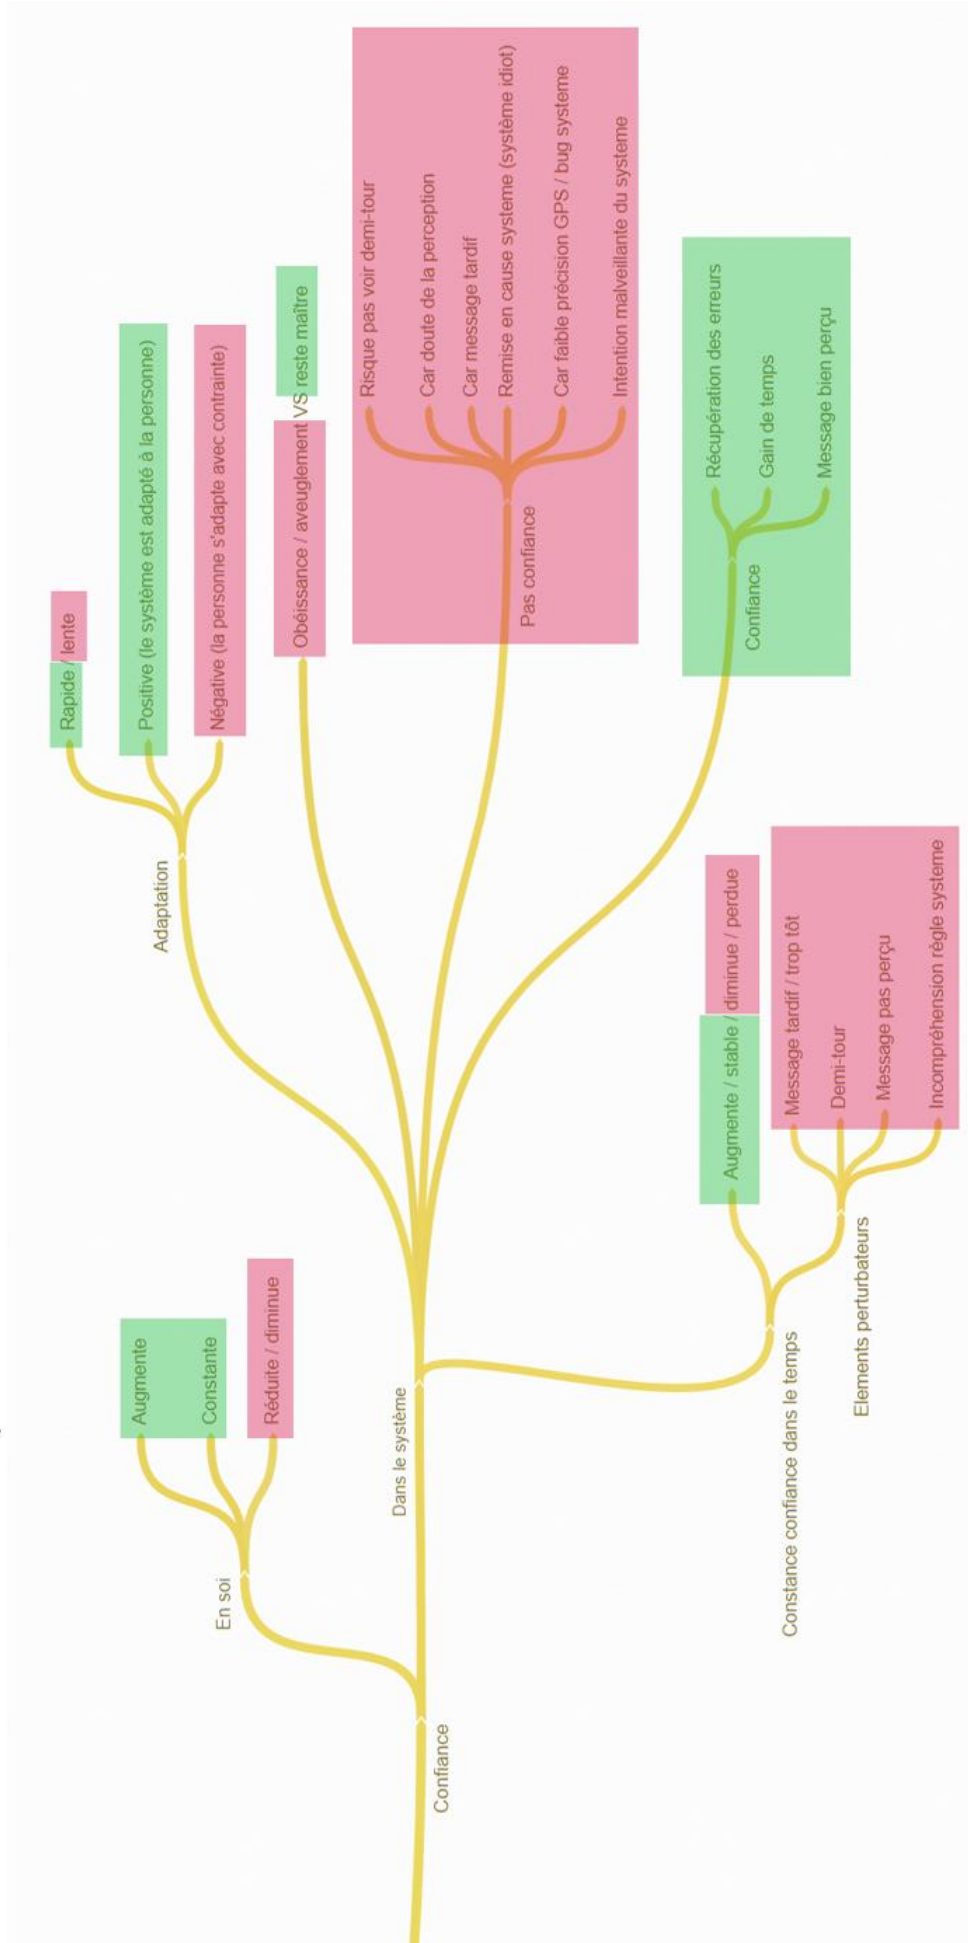 Confiance
En soi
Augmente
Constante
Réduite / diminue
Dans le système
Adaptation
Rapide / lente
Positive (le système est adapté à la personne)
Négative (la personne s'adapte avec contrainte)
Obéissance / aveuglement VS reste maître
Pas confiance
Risque pas voir demi-tour
Car doute de la perception
Car message tardif
Remise en cause systeme (système idiot)
Car faible précision GPS / bug systeme
Intention malveillante du systeme
Confiance
Récupération des erreurs
Gain de temps
Message bien perçu
Constance confiance dans le temps
Augmente / stable / diminue / perdue
Elements perturbateurs
Message tardif / trop tôt
Demi-tour
Message pas perçu
Incompréhension règle systeme